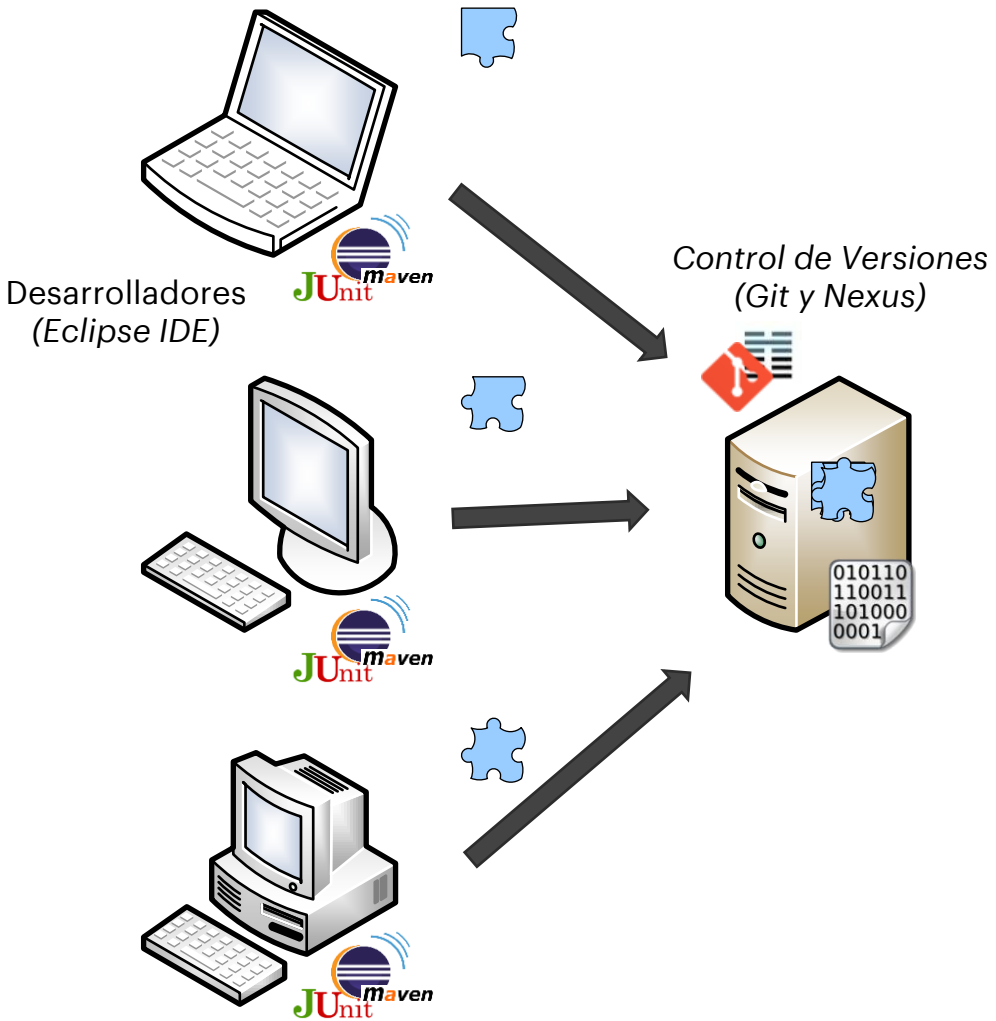 JUnit
maven
Desarrolladores
(Eclipse IDE)
Control de Versiones
(Git y Nexus)
JUnit
maven
010110
110011
101000
0001
JUnit
maven